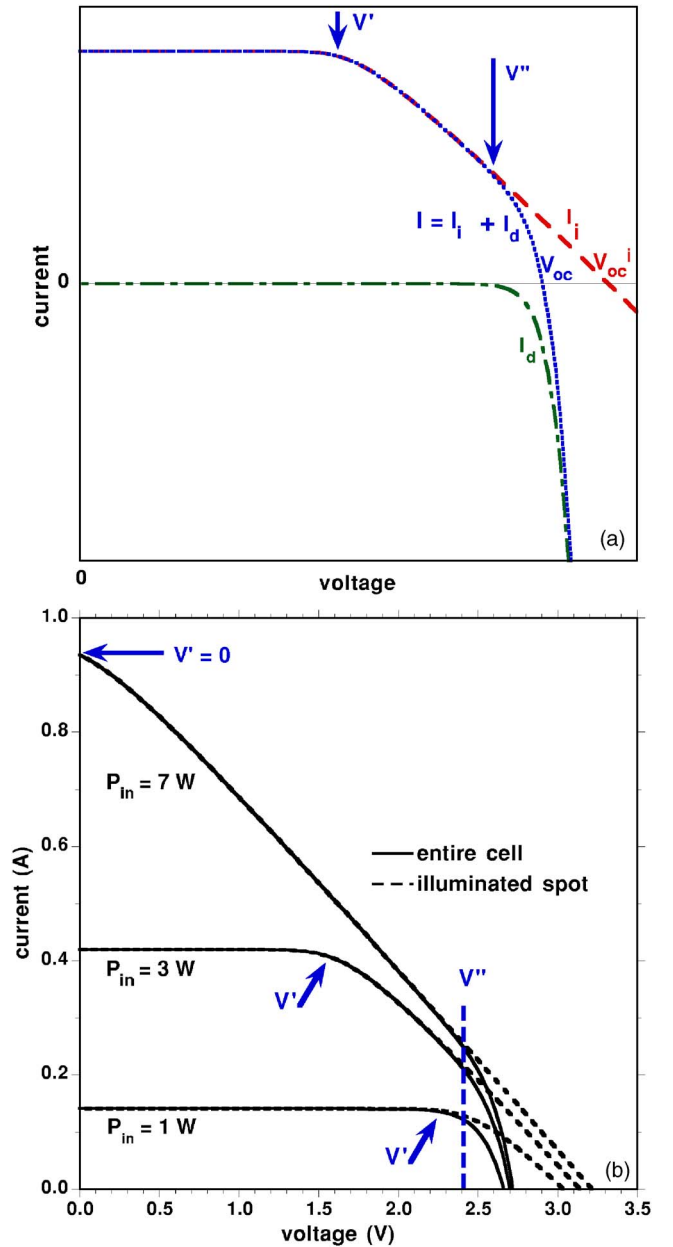 V'
V"
I = I_i + I_d
I_i
V_oc
V_oc^i
0
current
I_d
(a)
0
voltage
1.0
V' = 0
0.8
P_in = 7 W
0.6
entire cell
illuminated spot
current (A)
0.4
P_in = 3 W
V'
V"
0.2
P_in = 1 W
V'
(b)
0.0
0.0 0.5 1.0 1.5 2.0 2.5 3.0 3.5
voltage (V)